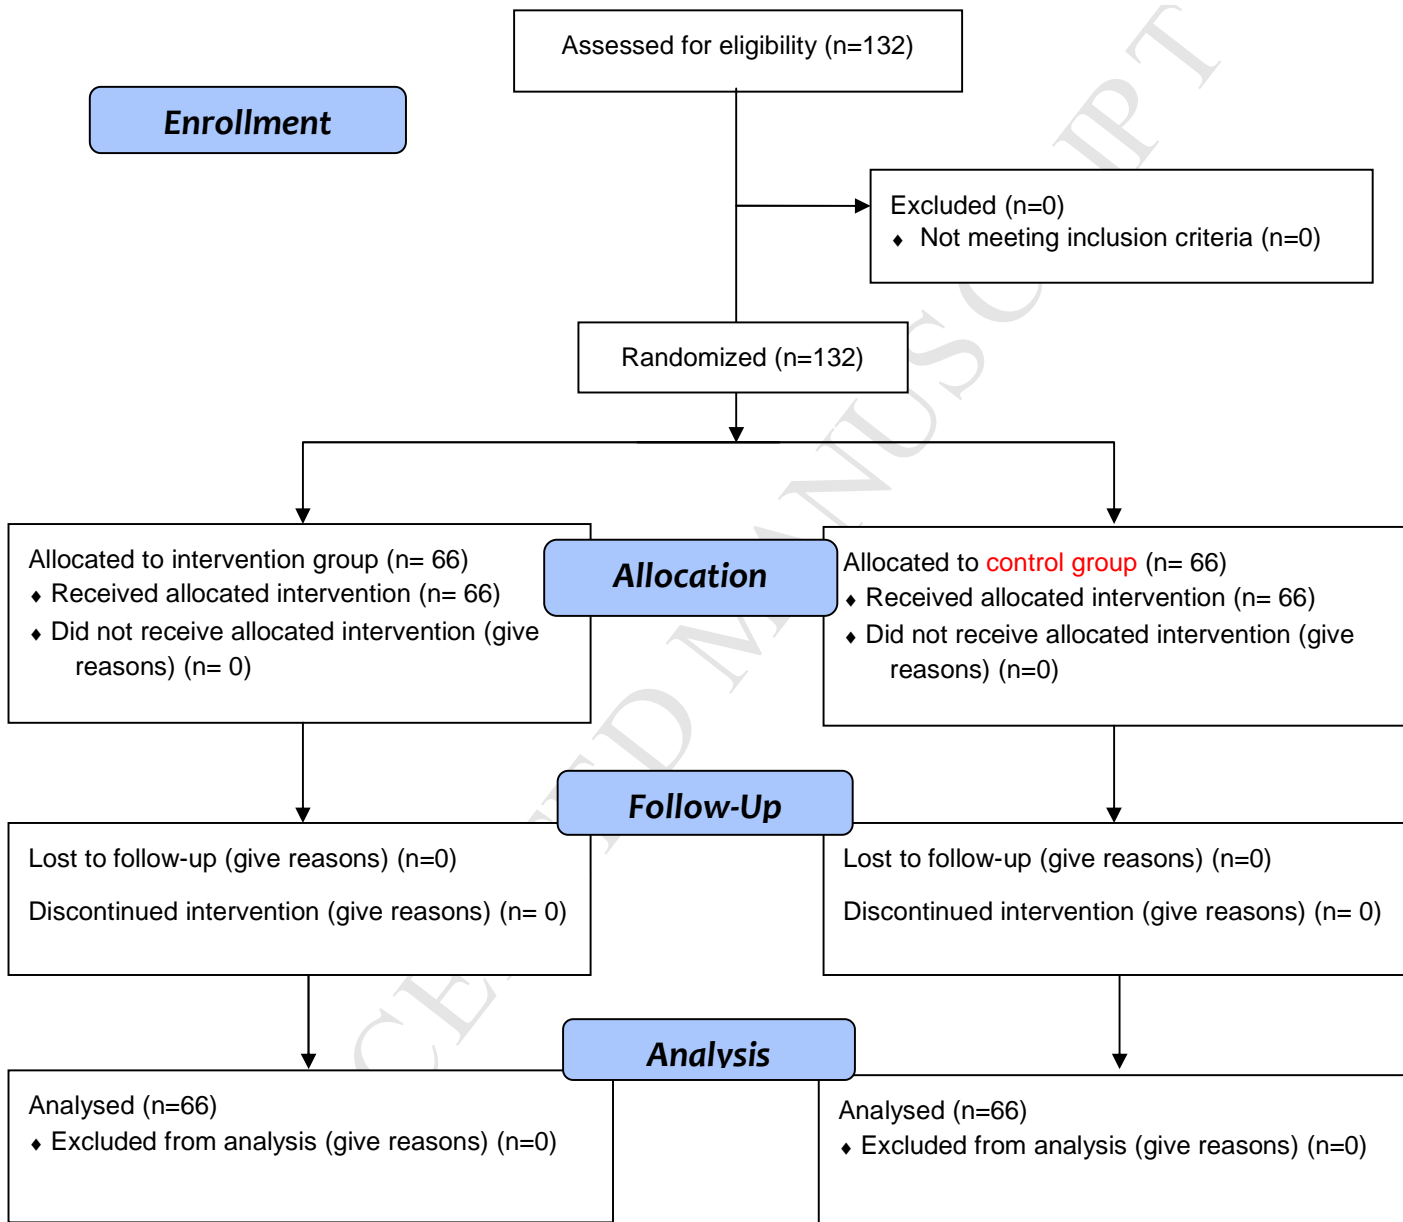 Assessed for eligibility (n=132)
Enrollment
Excluded (n=0)
♦ Not meeting inclusion criteria (n=0)
Randomized (n=132)
Allocated to intervention group (n= 66)
♦ Received allocated intervention (n= 66)
♦ Did not receive allocated intervention (give
reasons) (n= 0)
Allocation
Allocated to control group (n= 66)
♦ Received allocated intervention (n= 66)
♦ Did not receive allocated intervention (give
reasons) (n=0)
Follow-Up
Lost to follow-up (give reasons) (n=0)
Discontinued intervention (give reasons) (n= 0)
Lost to follow-up (give reasons) (n=0)
Discontinued intervention (give reasons) (n= 0)
Analysis
Analysed (n=66)
♦ Excluded from analysis (give reasons) (n=0)
Analysed (n=66)
♦ Excluded from analysis (give reasons) (n=0)
MANUSCRIPT